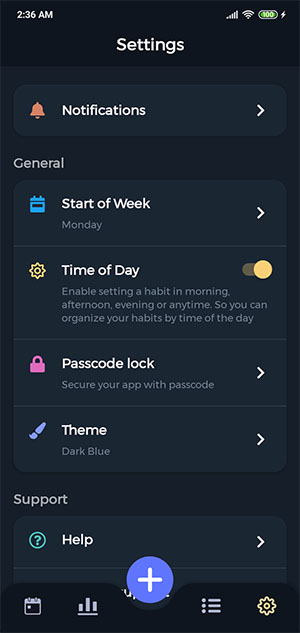 2:36 AM
100
Settings
Notifications
General
Start of Week
Monday
Time of Day
Enable setting a habit in morning,
afternoon, evening or anytime. So you can
organize your habits by time of the day
Passcode lock
Secure your app with passcode
Theme
Dark Blue
Support
Help